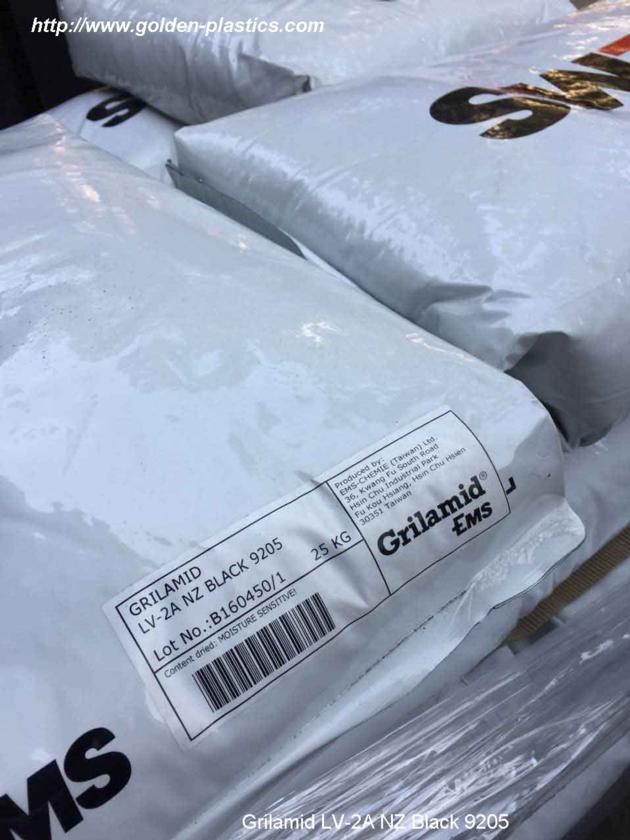 http://www.golden-plastics.com
S
SM
Produced by:
EMS-CHEMIE (Taiwan) Ltd.
36, Kwang Fu South Road
Hsin Chu Industrial Park
Fu Kou Hsiang, Hsin Chu Hsien
30351 Taiwan
Grilamid®
EMS
GRILAMID
LV-2A NZ BLACK 9205
25 KG
Lot No.:B160450/1
Content dried: MOISTURE SENSITIVE!
EMS
Grilamid LV-2A NZ Black 9205